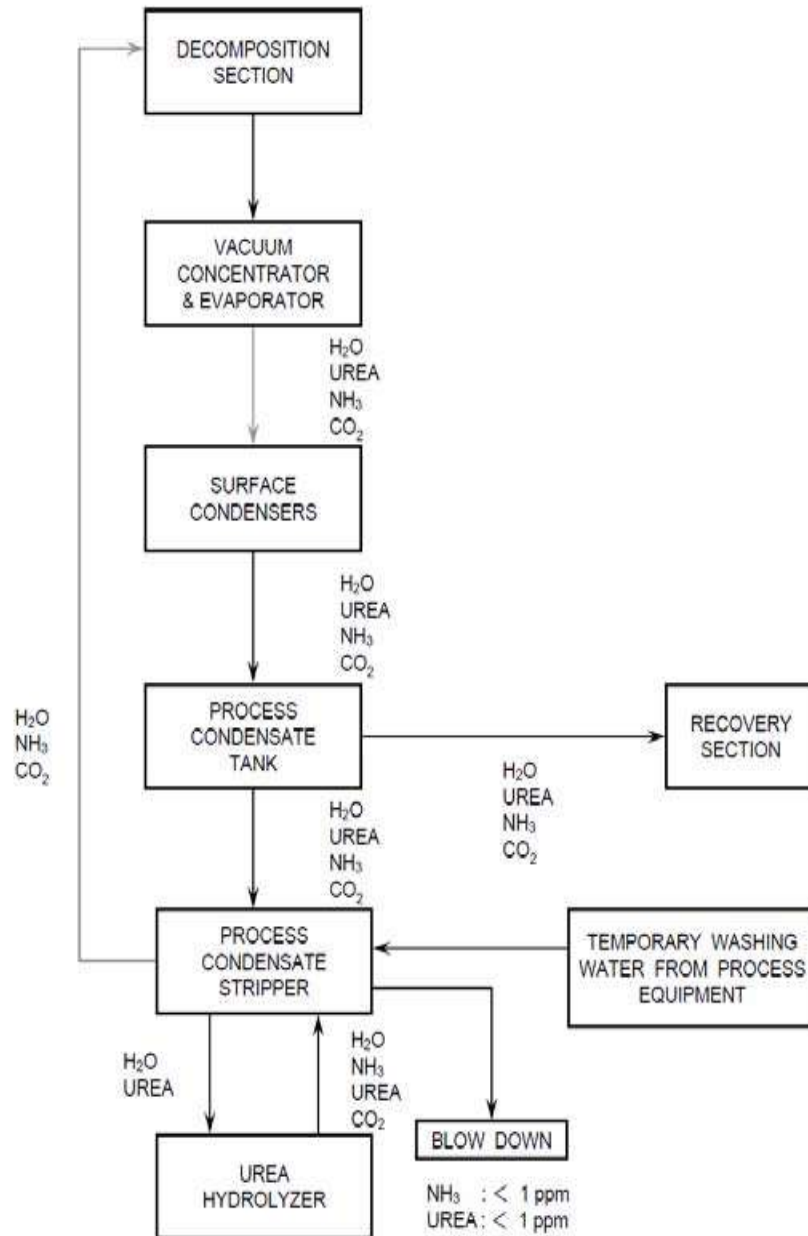 DECOMPOSITION
SECTION
VACUUM
CONCENTRATOR
& EVAPORATOR
H₂O
UREA
NH₃
CO₂
SURFACE
CONDENSERS
H₂O
UREA
NH₃
CO₂
PROCESS
CONDENSATE
TANK
RECOVERY
SECTION
H₂O
NH₃
CO₂
H₂O
UREA
NH₃
CO₂
H₂O
UREA
NH₃
CO₂
PROCESS
CONDENSATE
STRIPPER
TEMPORARY WASHING
WATER FROM PROCESS
EQUIPMENT
H₂O
UREA
H₂O
NH₃
UREA
CO₂
UREA
HYDROLYZER
BLOW DOWN
NH₃ : < 1 ppm
UREA : < 1 ppm